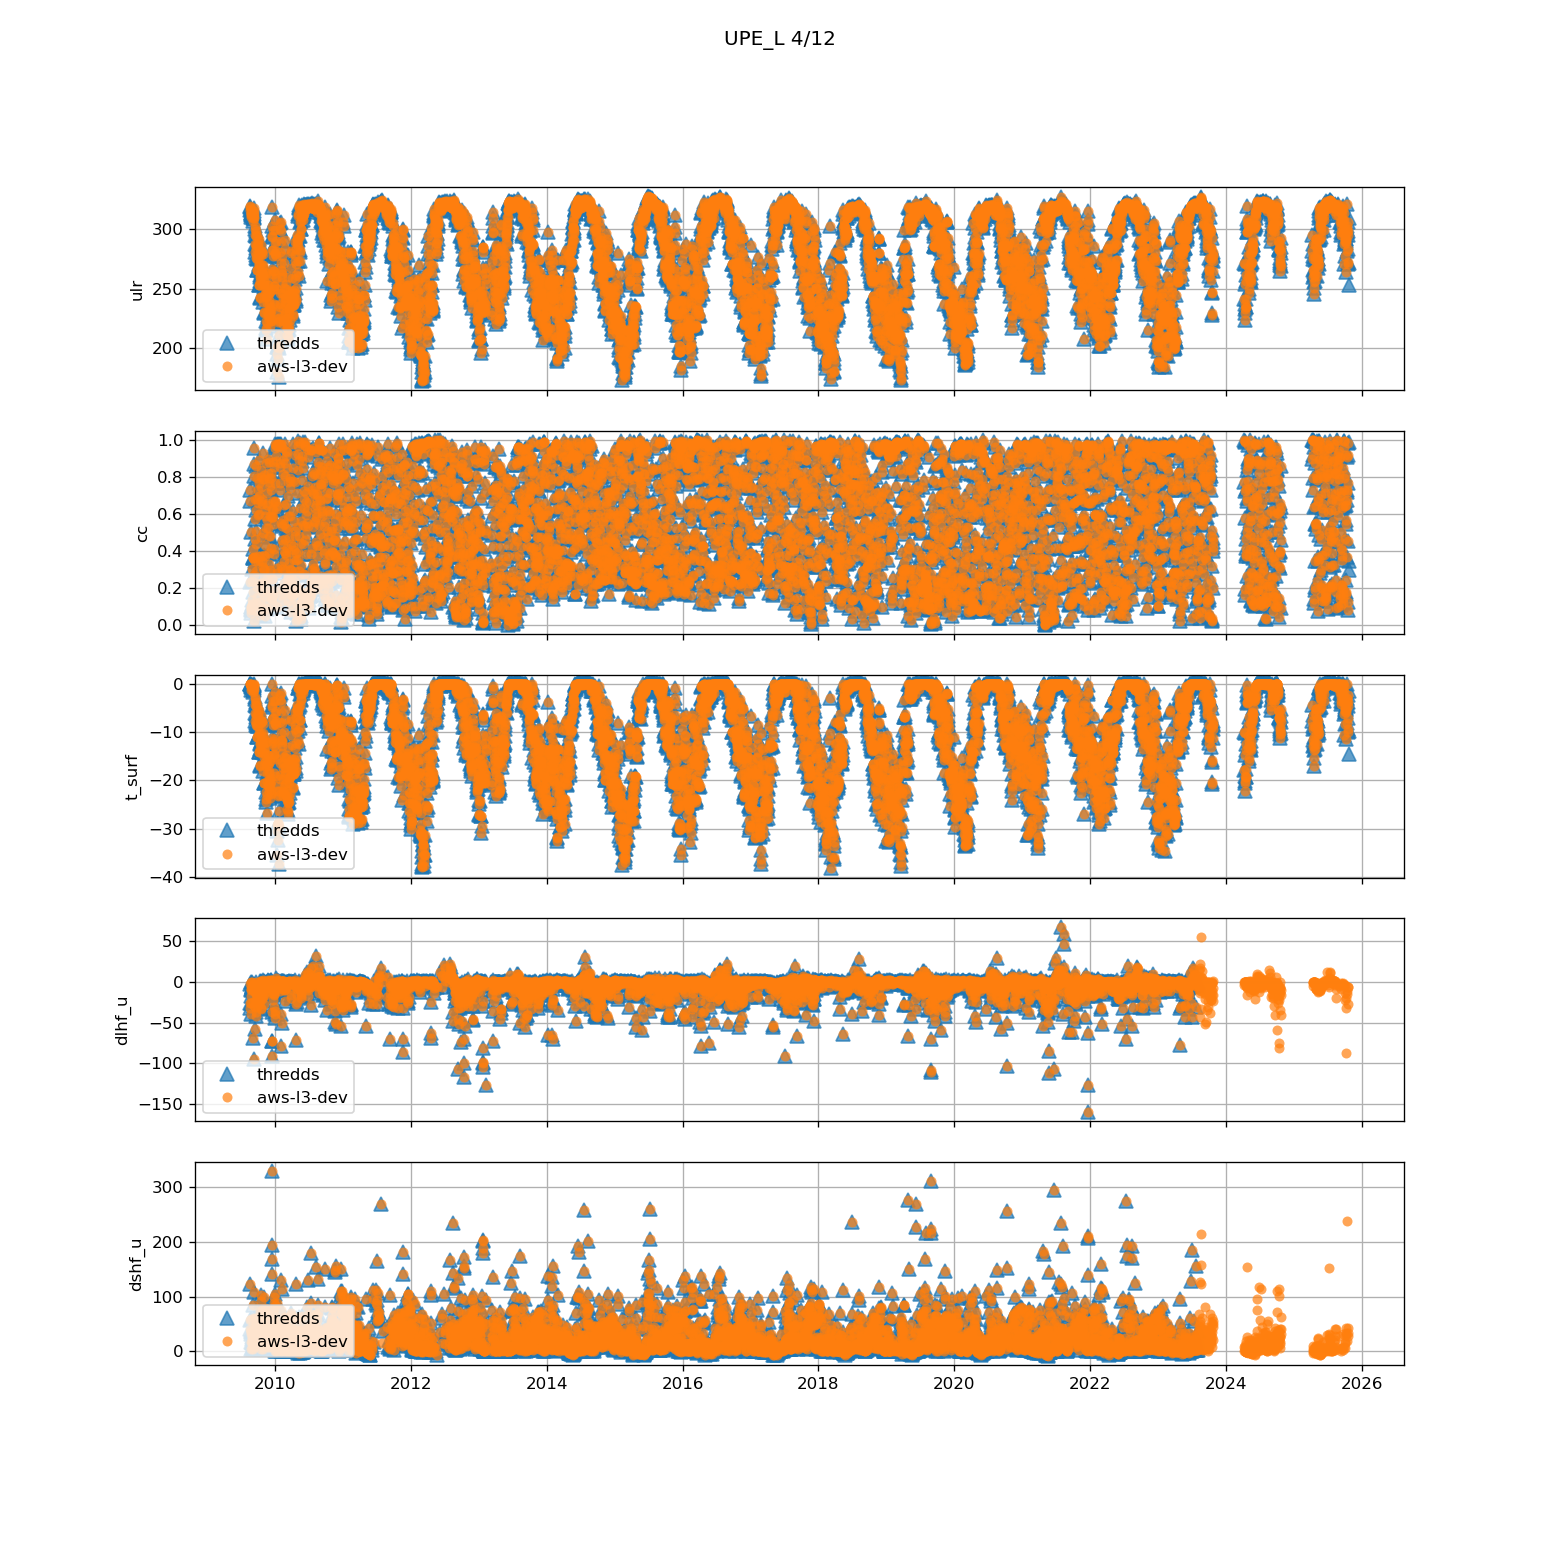 UPE_L 4/12
300
250
200
ulr
thredds
aws-l3-dev
1.0
0.8
0.6
0.4
0.2
0.0
cc
thredds
aws-l3-dev
0
−10
−20
−30
−40
t_surf
thredds
aws-l3-dev
50
0
−50
−100
−150
dlhf_u
thredds
aws-l3-dev
300
200
100
0
dshf_u
thredds
aws-l3-dev
2010 2012 2014 2016 2018 2020 2022 2024 2026